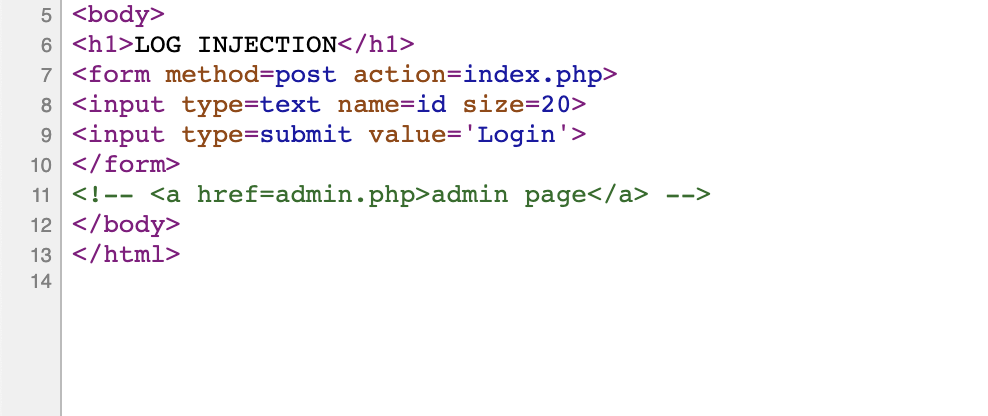 5 <body>
6 <h1>LOG INJECTION</h1>
7 <form method=post action=index.php>
8 <input type=text name=id size=20>
9 <input type=submit value='Login'>
10 </form>
11 <!-- <a href=admin.php>admin page</a> -->
12 </body>
13 </html>
14